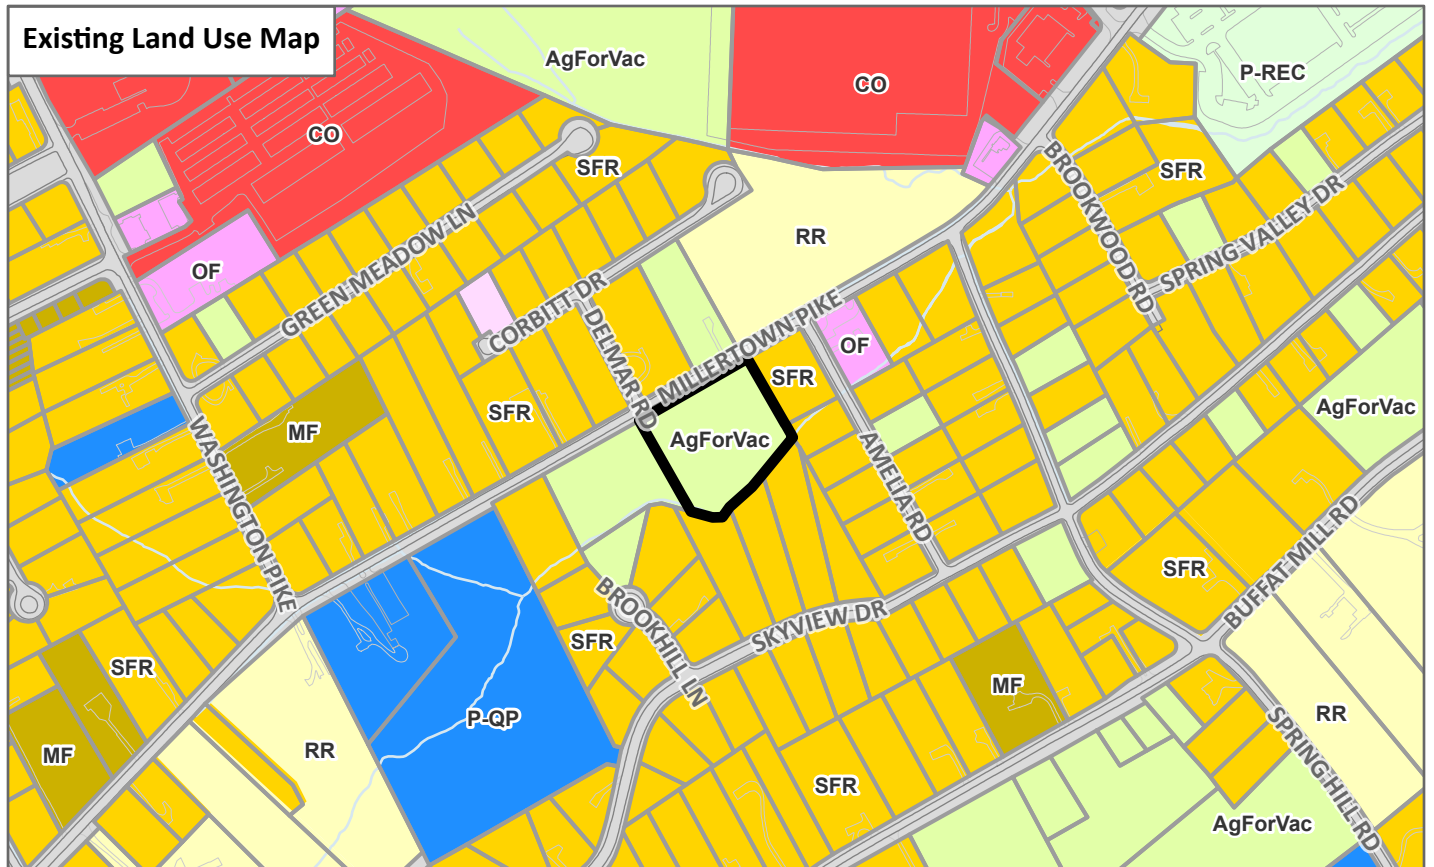 Existing Land Use Map
AgForVac
CO
P-REC
CO
SFR
BROOKWOOD RD
SFR
SPRING VALLEY DR
GREEN MEADOW LN
RR
OF
CORBITT DR
DELMAR RD
MILLERTOWN PIKE
OF
SFR
SFR
AgForVac
AgForVac
MF
WASHINGTON PIKE
AMELIA RD
BUFFAT MILL RD
SFR
BROOKHILL LN
SKYVIEW DR
SFR
SFR
MF
P-QP
RR
SPRING HILL RD
RR
MF
SFR
AgForVac